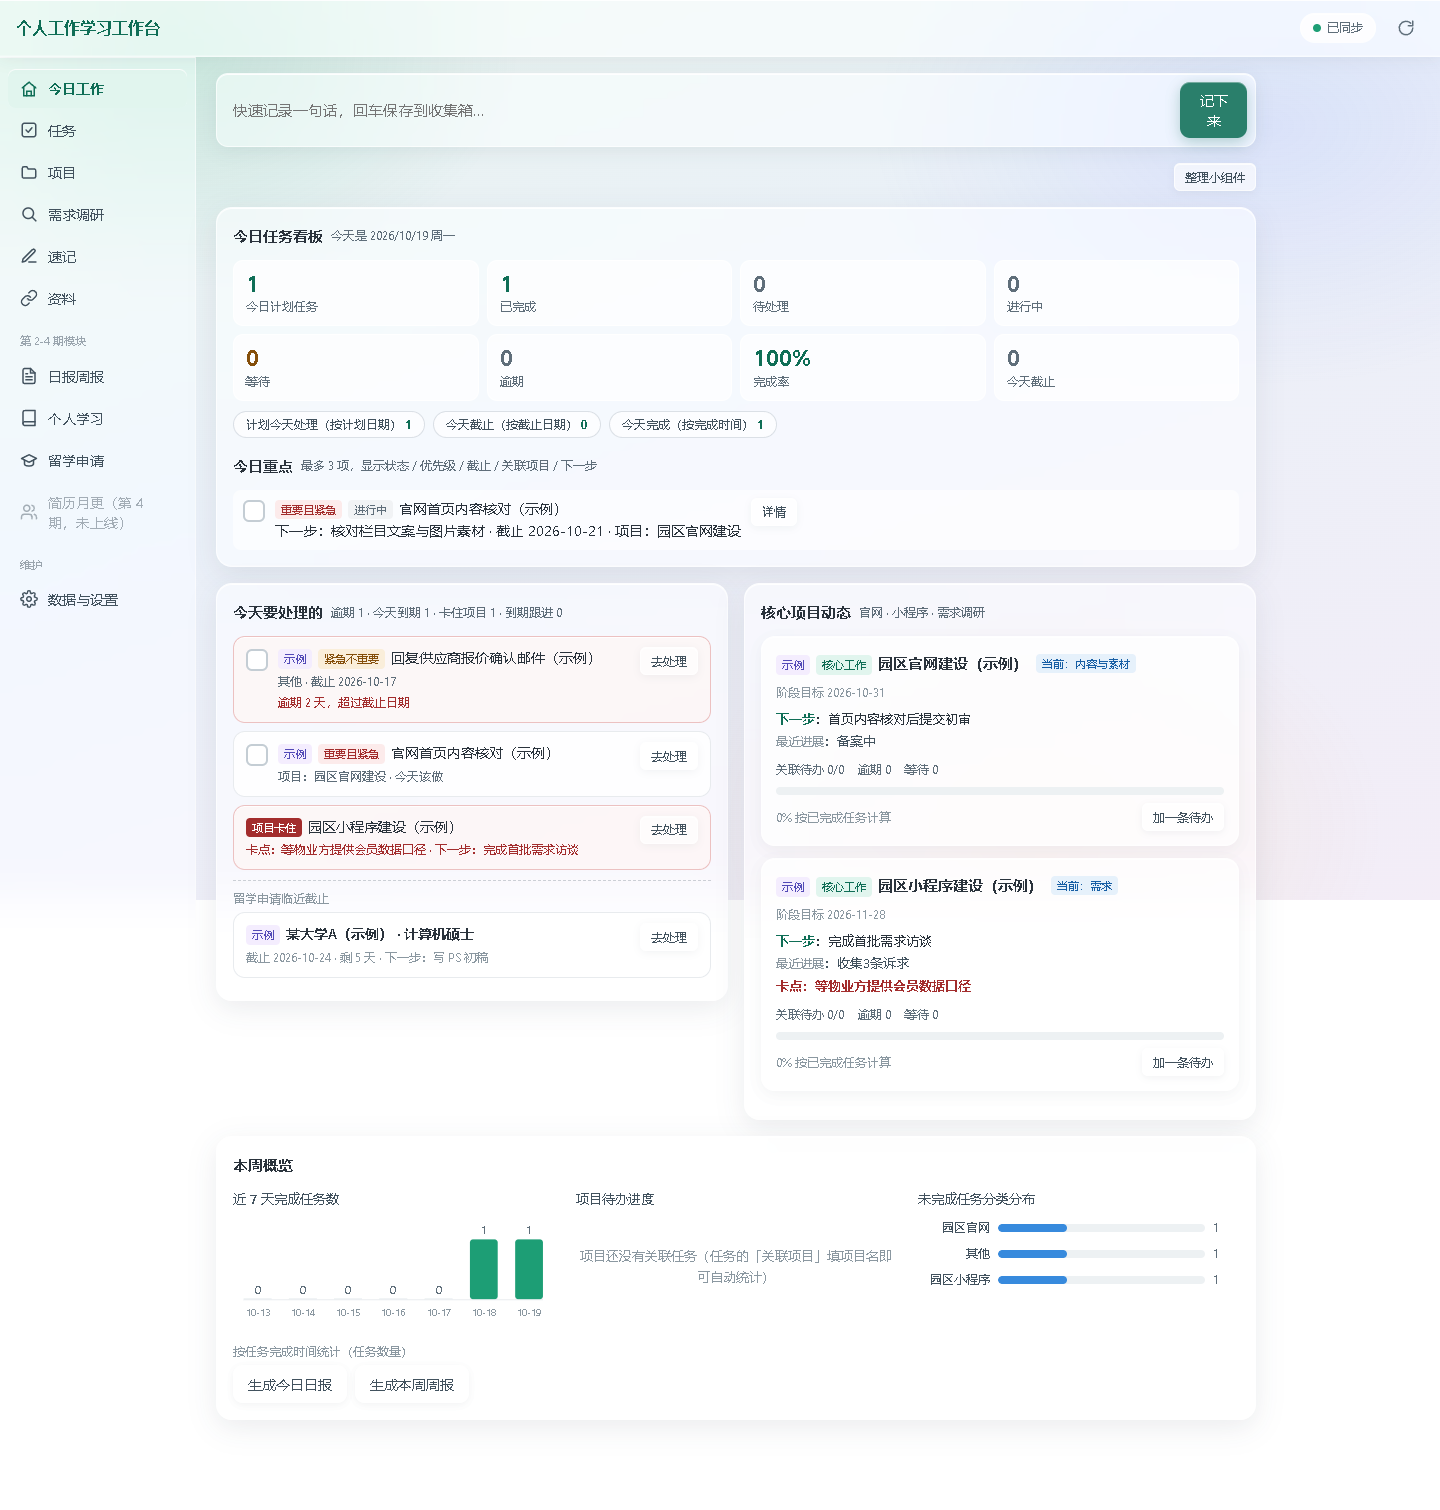 个人工作学习工作台
已同步
今日工作
任务
项目
需求调研
速记
资料
第 2-4 期模块
日报周报
个人学习
留学申请
简历月更（第 4
期，未上线）
维护
数据与设置
快速记录一句话，回车保存到收集箱...
记下
来
整理小组件
今日任务看板 今天是 2026/10/19 周一
1
今日计划任务
1
已完成
0
待处理
0
进行中
0
等待
0
逾期
100%
完成率
0
今天截止
计划今天处理（按计划日期） 1
今天截止（按截止日期） 0
今天完成（按完成时间） 1
今日重点 最多 3 项，显示状态 / 优先级 / 截止 / 关联项目 / 下一步
重要且紧急 进行中 官网首页内容核对（示例）
下一步：核对栏目文案与图片素材 · 截止 2026-10-21 · 项目：园区官网建设
详情
今天要处理的 逾期 1 · 今天到期 1 · 卡住项目 1 · 到期跟进 0
示例 紧急不重要 回复供应商报价确认邮件（示例）
其他 · 截止 2026-10-17
逾期 2 天，超过截止日期
去处理
示例 重要且紧急 官网首页内容核对（示例）
项目：园区官网建设 · 今天该做
去处理
项目卡住 园区小程序建设（示例）
卡点：等物业方提供会员数据口径 · 下一步：完成首批需求访谈
去处理
留学申请临近截止
示例 某大学A（示例） · 计算机硕士
截止 2026-10-24 · 剩 5 天 · 下一步：写 PS 初稿
去处理
核心项目动态 官网 · 小程序 · 需求调研
示例 核心工作 园区官网建设（示例） 当前：内容与素材
阶段目标 2026-10-31
下一步：首页内容核对后提交初审
最近进展：备案中
关联待办 0/0 逾期 0 等待 0
0% 按已完成任务计算
加一条待办
示例 核心工作 园区小程序建设（示例） 当前：需求
阶段目标 2026-11-28
下一步：完成首批需求访谈
最近进展：收集3条诉求
卡点：等物业方提供会员数据口径
关联待办 0/0 逾期 0 等待 0
0% 按已完成任务计算
加一条待办
本周概览
近 7 天完成任务数
0 0 0 0 0 1 1
10-13 10-14 10-15 10-16 10-17 10-18 10-19
按任务完成时间统计（任务数量）
生成今日日报
生成本周周报
项目待办进度
项目还没有关联任务（任务的「关联项目」填项目名即
可自动统计）
未完成任务分类分布
园区官网 1
其他 1
园区小程序 1